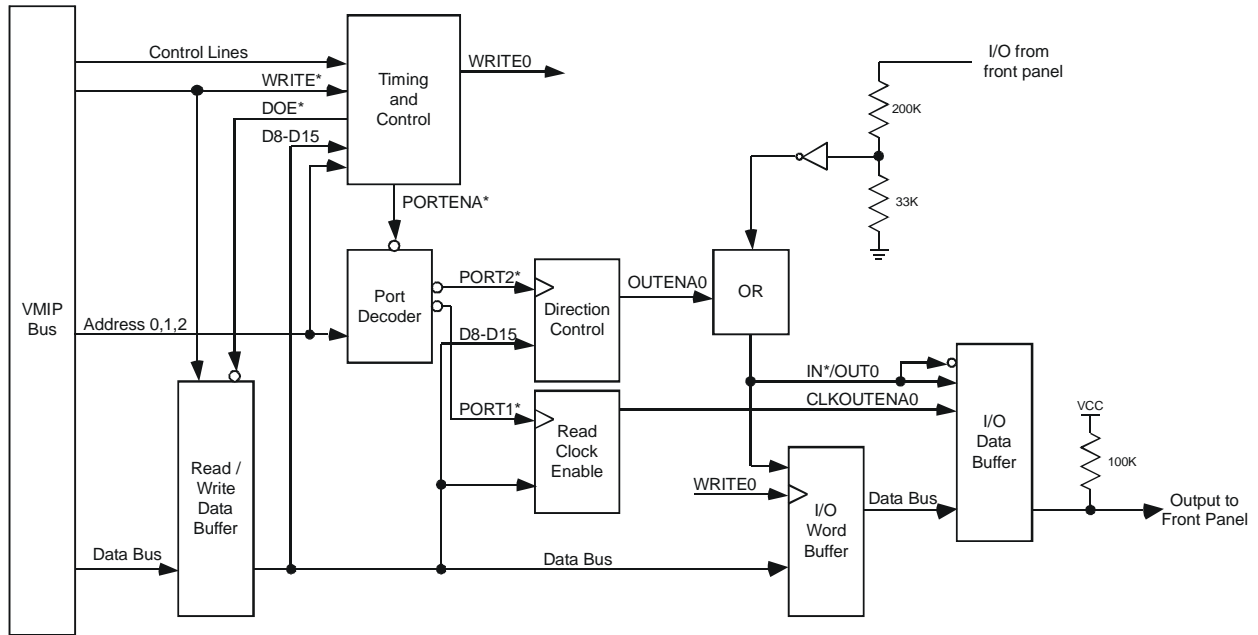 VMIP
Bus
Control Lines
WRITE*
DOE*
D8-D15
Timing
and
Control
WRITE0
I/O from
front panel
200K
33K
PORTENA*
Address 0,1,2
Port
Decoder
PORT2*
D8-D15
Direction
Control
OUTENA0
OR
PORT1*
Read
Clock
Enable
IN*/OUT0
CLKOUTENA0
I/O
Data
Buffer
VCC
100K
Output to
Front Panel
Read /
Write
Data
Buffer
Data Bus
Data Bus
WRITE0
I/O
Word
Buffer
Data Bus